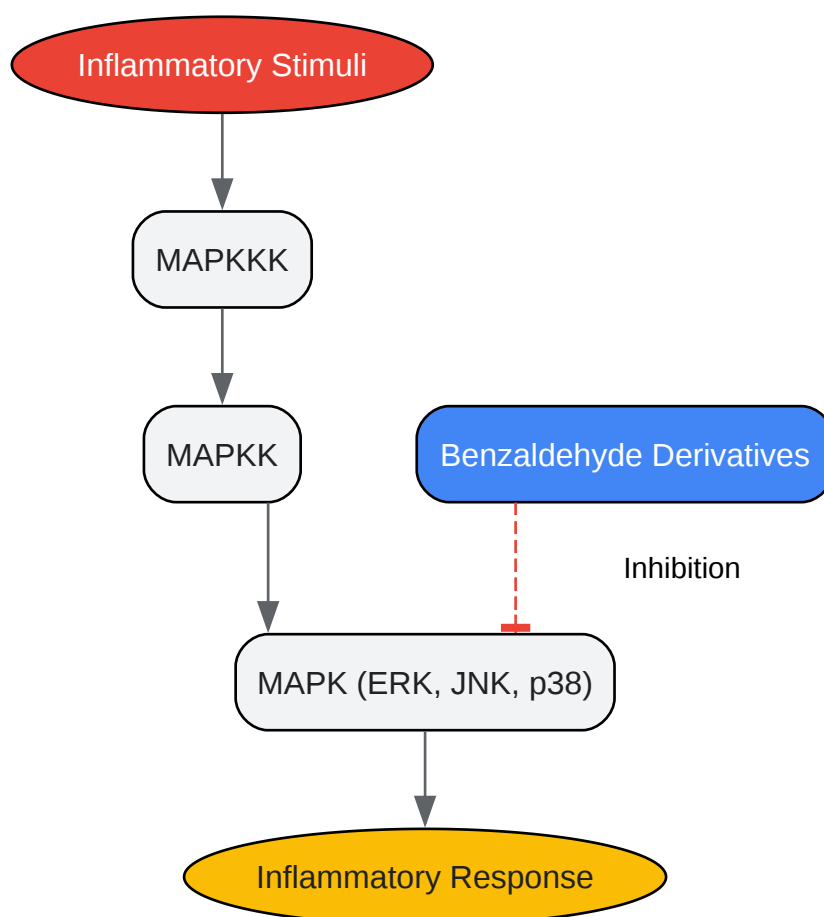 Inflammatory Stimuli
MAPKKK
MAPKK
Benzaldehyde Derivatives
Inhibition
MAPK (ERK, JNK, p38)
Inflammatory Response